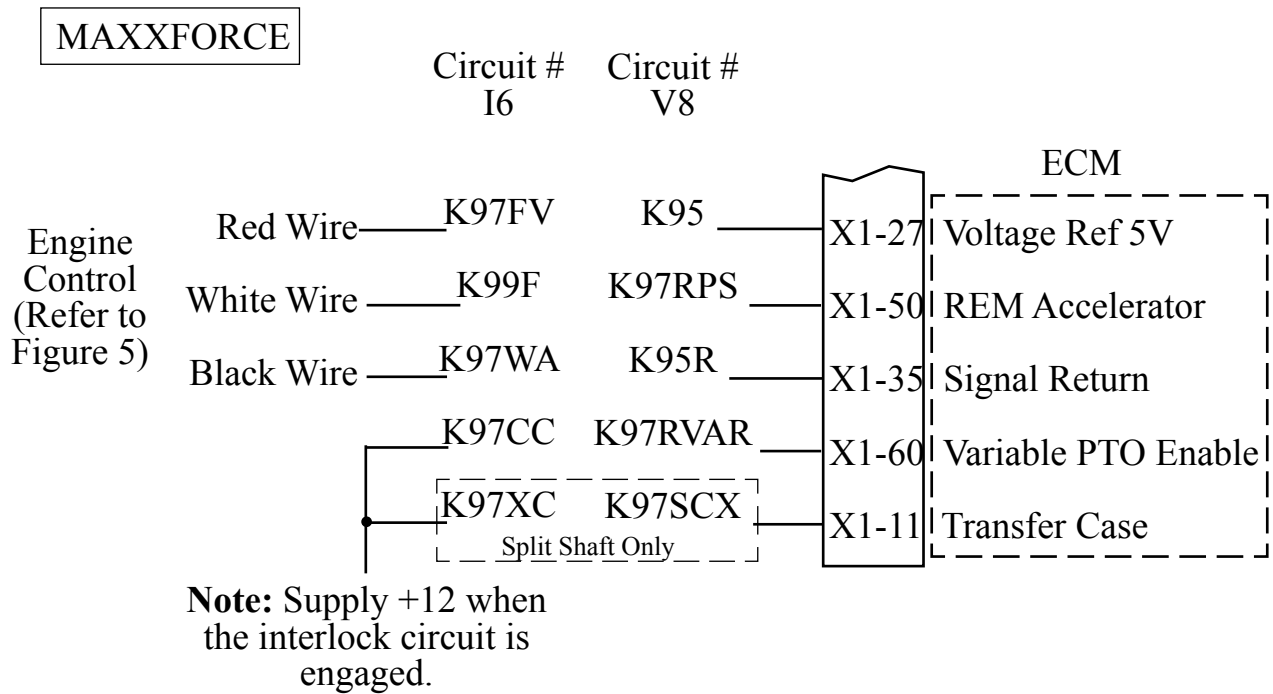 MAXXFORCE
Circuit #
I6
Circuit #
V8
ECM
Engine
Control
(Refer to
Figure 5)
Red Wire K97FV K95 X1-27 Voltage Ref 5V
White Wire K99F K97RPS X1-50 REM Accelerator
Black Wire K97WA K95R X1-35 Signal Return
K97CC K97RVAR X1-60 Variable PTO Enable
K97XC K97SCX X1-11 Transfer Case
Split Shaft Only
Note: Supply +12 when
the interlock circuit is
engaged.